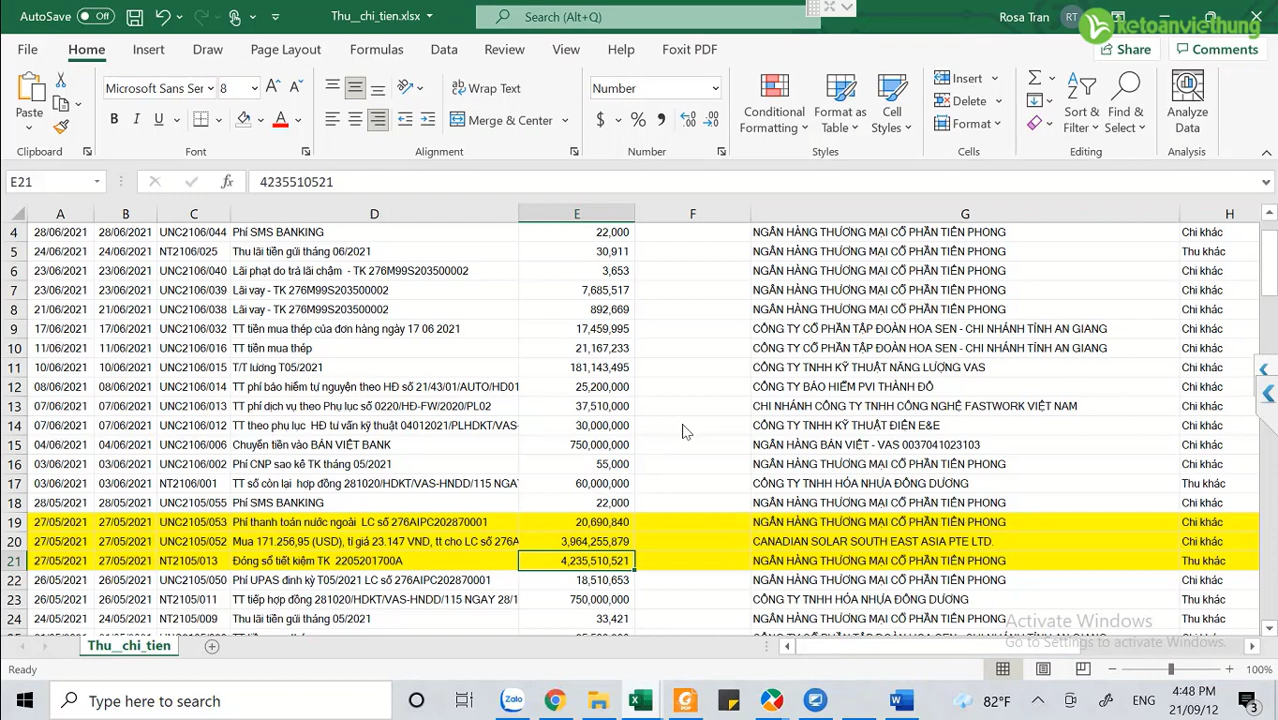 AutoSave Off Thu__chi_tien.xlsx Search (Alt+Q) Rosa Tran RT ketoanviethung
File Home Insert Draw Page Layout Formulas Data Review View Help Foxit PDF Share Comments
Microsoft Sans Ser 8 Wrap Text Number Insert
Paste Conditional Format as Cell Delete Sort & Find & Analyze
Merge & Center Formatting Table Styles Format Filter Select Data
Clipboard Font Alignment Number Styles Cells Editing Analysis
E21 fx 4235510521
A B C D E F G H
4 28/06/2021 28/06/2021 UNC2106/044 Phí SMS BANKING 22,000 NGÂN HÀNG THƯƠNG MẠI CỔ PHẦN TIÊN PHONG Chi khác
5 24/06/2021 24/06/2021 NT2106/025 Thu lãi tiền gửi tháng 06/2021 30,911 NGÂN HÀNG THƯƠNG MẠI CỔ PHẦN TIÊN PHONG Thu khác
6 23/06/2021 23/06/2021 UNC2106/040 Lãi phạt do trả lãi chậm - TK 276M99S203500002 3,653 NGÂN HÀNG THƯƠNG MẠI CỔ PHẦN TIÊN PHONG Chi khác
7 23/06/2021 23/06/2021 UNC2106/039 Lãi vay - TK 276M99S203500002 7,685,517 NGÂN HÀNG THƯƠNG MẠI CỔ PHẦN TIÊN PHONG Chi khác
8 21/06/2021 21/06/2021 UNC2106/038 Lãi vay - TK 276M99S203500002 892,669 NGÂN HÀNG THƯƠNG MẠI CỔ PHẦN TIÊN PHONG Chi khác
9 17/06/2021 17/06/2021 UNC2106/032 TT tiền mua thép của đơn hàng ngày 17 06 2021 17,459,995 CÔNG TY CỔ PHẦN TẬP ĐOÀN HOA SEN - CHI NHÁNH TỈNH AN GIANG Chi khác
10 11/06/2021 11/06/2021 UNC2106/016 TT tiền mua thép 21,167,233 CÔNG TY CỔ PHẦN TẬP ĐOÀN HOA SEN - CHI NHÁNH TỈNH AN GIANG Chi khác
11 10/06/2021 10/06/2021 UNC2106/015 T/T lương T05/2021 181,143,495 CÔNG TY TNHH KỸ THUẬT NĂNG LƯỢNG VAS Chi khác
12 08/06/2021 08/06/2021 UNC2106/014 TT phí bảo hiểm tự nguyện theo HĐ số 21/43/01/AUTO/HĐ01 25,200,000 CÔNG TY BẢO HIỂM PVI THÀNH ĐÔ Chi khác
13 07/06/2021 07/06/2021 UNC2106/013 TT phí dịch vụ theo Phụ lục số 0220/HĐ-FW/2020/PL02 37,510,000 CHI NHÁNH CÔNG TY TNHH CÔNG NGHỆ FASTWORK VIỆT NAM Chi khác
14 07/06/2021 07/06/2021 UNC2106/012 TT theo phụ lục HĐ tư vấn kỹ thuật 04012021/PLHDKT/VAS- 30,000,000 CÔNG TY TNHH KỸ THUẬT ĐIỆN E&E Chi khác
15 04/06/2021 04/06/2021 UNC2106/006 Chuyển tiền vào BẢN VIỆT BANK 750,000,000 NGÂN HÀNG BẢN VIỆT - VAS 0037041023103 Chi khác
16 03/06/2021 03/06/2021 UNC2106/002 Phí CNP sao kê TK tháng 05/2021 55,000 NGÂN HÀNG THƯƠNG MẠI CỔ PHẦN TIÊN PHONG Chi khác
17 03/06/2021 03/06/2021 NT2106/001 TT số còn lại hợp đồng 281020/HDKT/VAS-HNDD/115 NGAY 60,000,000 CÔNG TY TNHH HÓA NHỰA ĐÔNG DƯƠNG Thu khác
18 28/05/2021 28/05/2021 UNC2105/055 Phí SMS BANKING 22,000 NGÂN HÀNG THƯƠNG MẠI CỔ PHẦN TIÊN PHONG Chi khác
19 27/05/2021 27/05/2021 UNC2105/053 Phí thanh toán nước ngoài LC số 276AIPC202870001 20,690,840 NGÂN HÀNG THƯƠNG MẠI CỔ PHẦN TIÊN PHONG Chi khác
20 27/05/2021 27/05/2021 UNC2105/052 Mua 171.256,95 (USD), tỉ giá 23.147 VND, tt cho LC số 276A 3,964,255,879 CANADIAN SOLAR SOUTH EAST ASIA PTE LTD. Chi khác
21 27/05/2021 27/05/2021 NT2105/013 Đóng sổ tiết kiệm TK 2205201700A 4,235,510,521 NGÂN HÀNG THƯƠNG MẠI CỔ PHẦN TIÊN PHONG Thu khác
22 26/05/2021 26/05/2021 UNC2105/050 Phí UPAS định kỳ T05/2021 LC số 276AIPC202870001 18,510,653 NGÂN HÀNG THƯƠNG MẠI CỔ PHẦN TIÊN PHONG Chi khác
23 26/05/2021 26/05/2021 NT2105/011 TT tiếp hợp đồng 281020/HDKT/VAS-HNDD/115 NGAY 28/1 750,000,000 CÔNG TY TNHH HÓA NHỰA ĐÔNG DƯƠNG Thu khác
24 24/05/2021 24/05/2021 NT2105/009 Thu lãi tiền gửi tháng 05/2021 33,421 NGÂN HÀNG THƯƠNG MẠI CỔ PHẦN TIÊN PHONG Thu khác
Activate Windows
Go to Settings to activate Windows.
Thu__chi_tien
Ready 100%
Type here to search Zalo 82°F ENG 4:48 PM
21/09/12 3